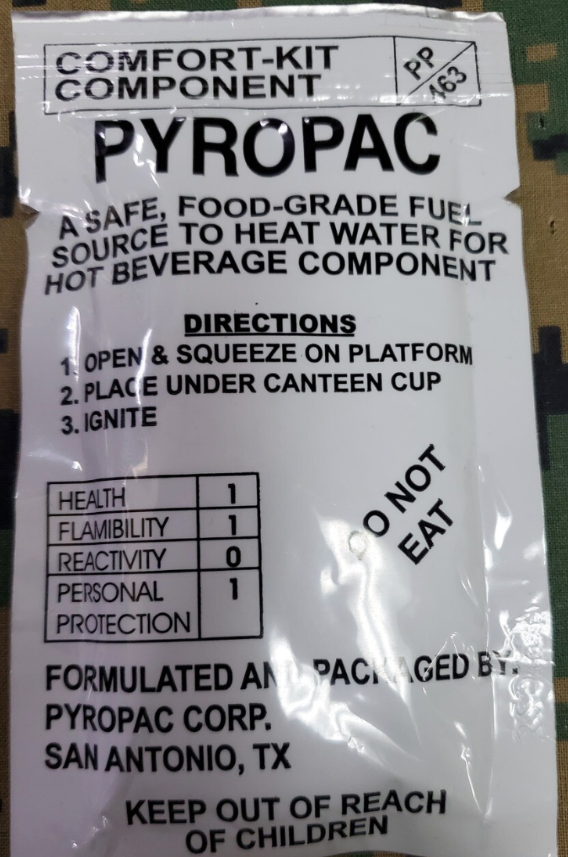 COMFORT-KIT
COMPONENT
PP
163
PYROPAC
A SAFE, FOOD-GRADE FUEL
SOURCE TO HEAT WATER FOR
HOT BEVERAGE COMPONENT
DIRECTIONS
1. OPEN & SQUEEZE ON PLATFORM
2. PLACE UNDER CANTEEN CUP
3. IGNITE
DO NOT
EAT
HEALTH 1
FLAMIBILITY 1
REACTIVITY 0
PERSONAL 1
PROTECTION
FORMULATED AND PACKAGED BY:
PYROPAC CORP.
SAN ANTONIO, TX
KEEP OUT OF REACH
OF CHILDREN